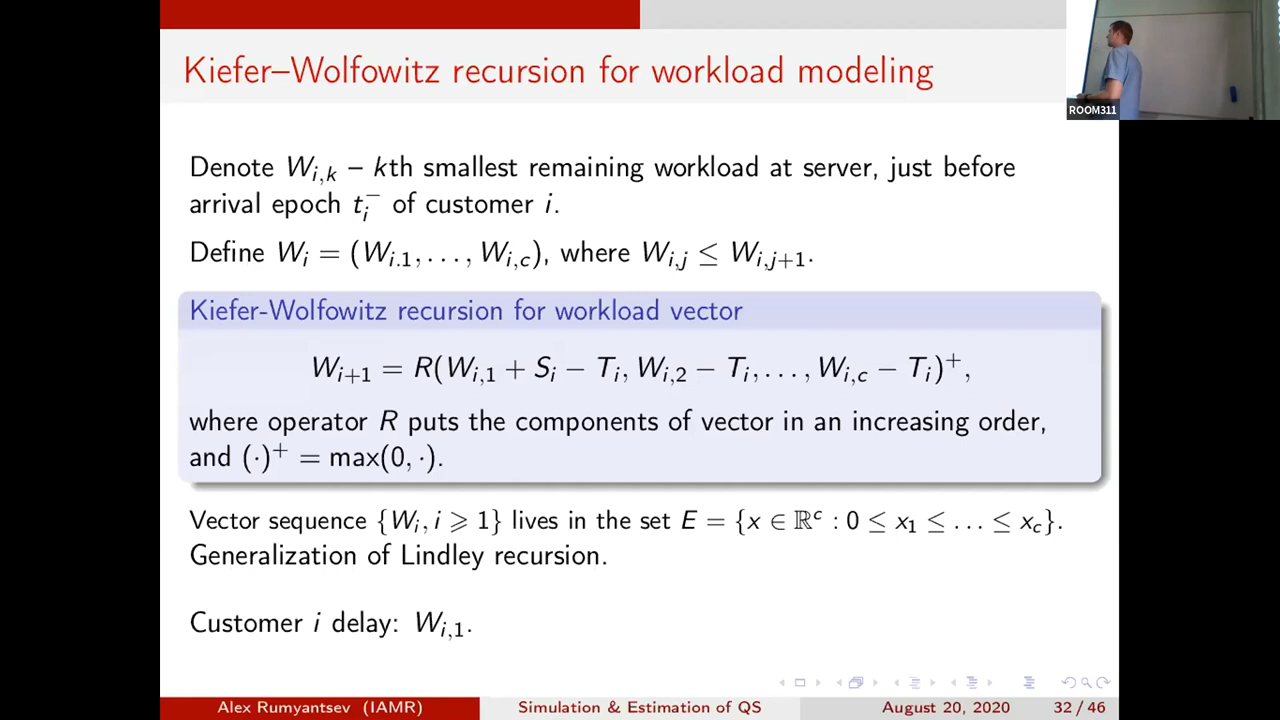 Kiefer–Wolfowitz recursion for workload modeling
ROOM311
Denote W_{i,k} – kth smallest remaining workload at server, just before
arrival epoch t_i^− of customer i.
Define W_i = (W_{i.1}, . . . , W_{i,c}), where W_{i,j} ≤ W_{i,j+1}.
Kiefer-Wolfowitz recursion for workload vector
W_{i+1} = R(W_{i,1} + S_i − T_i, W_{i,2} − T_i, . . . , W_{i,c} − T_i)^+,
where operator R puts the components of vector in an increasing order,
and (·)^+ = max(0, ·).
Vector sequence {W_i, i ⩾ 1} lives in the set E = {x ∈ ℝ^c : 0 ≤ x_1 ≤ . . . ≤ x_c}.
Generalization of Lindley recursion.
Customer i delay: W_{i,1}.
Alex Rumyantsev (IAMR) Simulation & Estimation of QS August 20, 2020 32 / 46